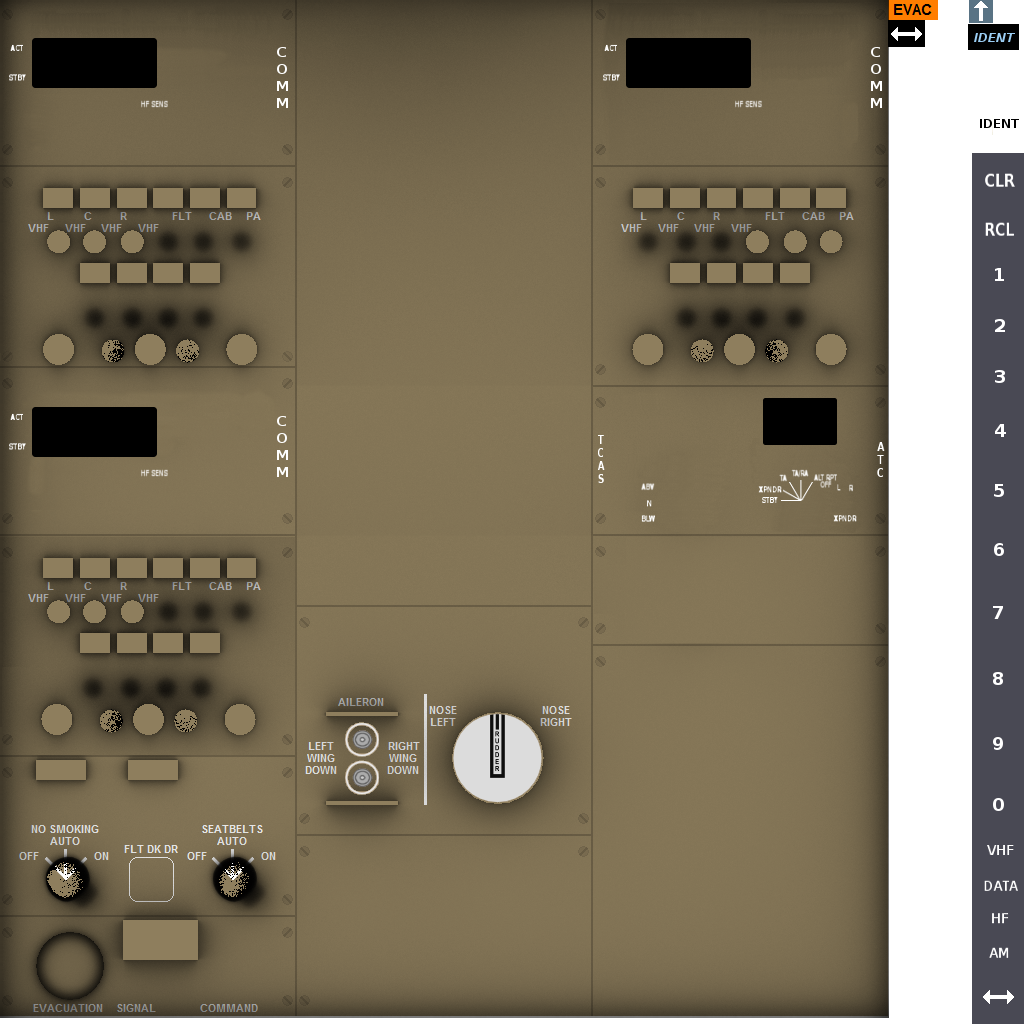 EVAC
IDENT
IDENT
CLR
RCL
1
2
3
4
5
6
7
8
9
0
VHF
DATA
HF
AM
ACT
STBY
HF SENS
COMM
ACT
STBY
HF SENS
COMM
L C R FLT CAB PA
VHF VHF VHF VHF
L C R FLT CAB PA
VHF VHF VHF VHF
ACT
STBY
HF SENS
COMM
TCAS
ABV
N
BLW
STBY
XPNDR
TA
TA/RA
ALT RPT
OFF
L R
XPNDR
ATC
L C R FLT CAB PA
VHF VHF VHF VHF
AILERON
LEFT
WING
DOWN
RIGHT
WING
DOWN
NOSE
LEFT
NOSE
RIGHT
RUDDER
NO SMOKING
AUTO
OFF ON
FLT DK DR
SEATBELTS
AUTO
OFF ON
EVACUATION SIGNAL COMMAND